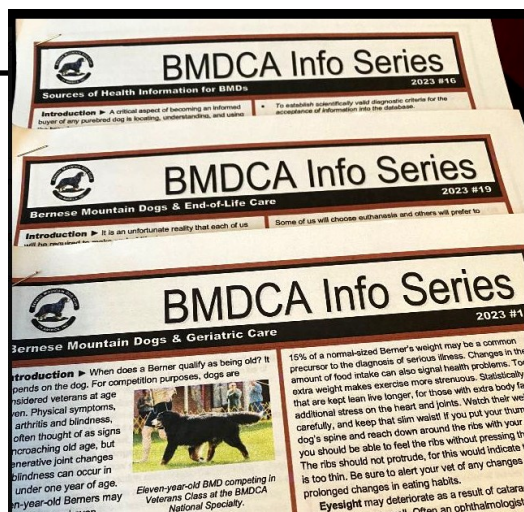 BMDCA Info Series
Sources of Health Information for BMDs
2023 #16
Introduction ► A critical aspect of becoming an informed
buyer of any purebred dog is locating, understanding, and using
• To establish scientifically valid diagnostic criteria for the
acceptance of information into the database.
BMDCA Info Series
Bernese Mountain Dogs & End-of-Life Care
2023 #19
Introduction ► It is an unfortunate reality that each of us
will be required to make
Some of us will choose euthanasia and others will prefer to
BMDCA Info Series
Bernese Mountain Dogs & Geriatric Care
2023 #1
Introduction ► When does a Berner qualify as being old? It
pends on the dog. For competition purposes, dogs are
nsidered veterans at age
ven. Physical symptoms,
arthritis and blindness,
often thought of as signs
ncroaching old age, but
enerative joint changes
blindness can occur in
under one year of age.
en-year-old Berners may
Eleven-year-old BMD competing in
Veterans Class at the BMDCA
National Specialty.
15% of a normal-sized Berner's weight may be a common
precursor to the diagnosis of serious illness. Changes in the
amount of food intake can also signal health problems. Too
extra weight makes exercise more strenuous. Statistically
that are kept lean live longer, for those with extra body fa
additional stress on the heart and joints. Watch their wei
carefully, and keep that slim waist! If you put your thum
dog's spine and reach down around the ribs with your
you should be able to feel the ribs without pressing th
The ribs should not protrude, for this would indicate t
is too thin. Be sure to alert your vet of any changes
prolonged changes in eating habits.
Eyesight may deteriorate as a result of catara
Often an ophthalmologist